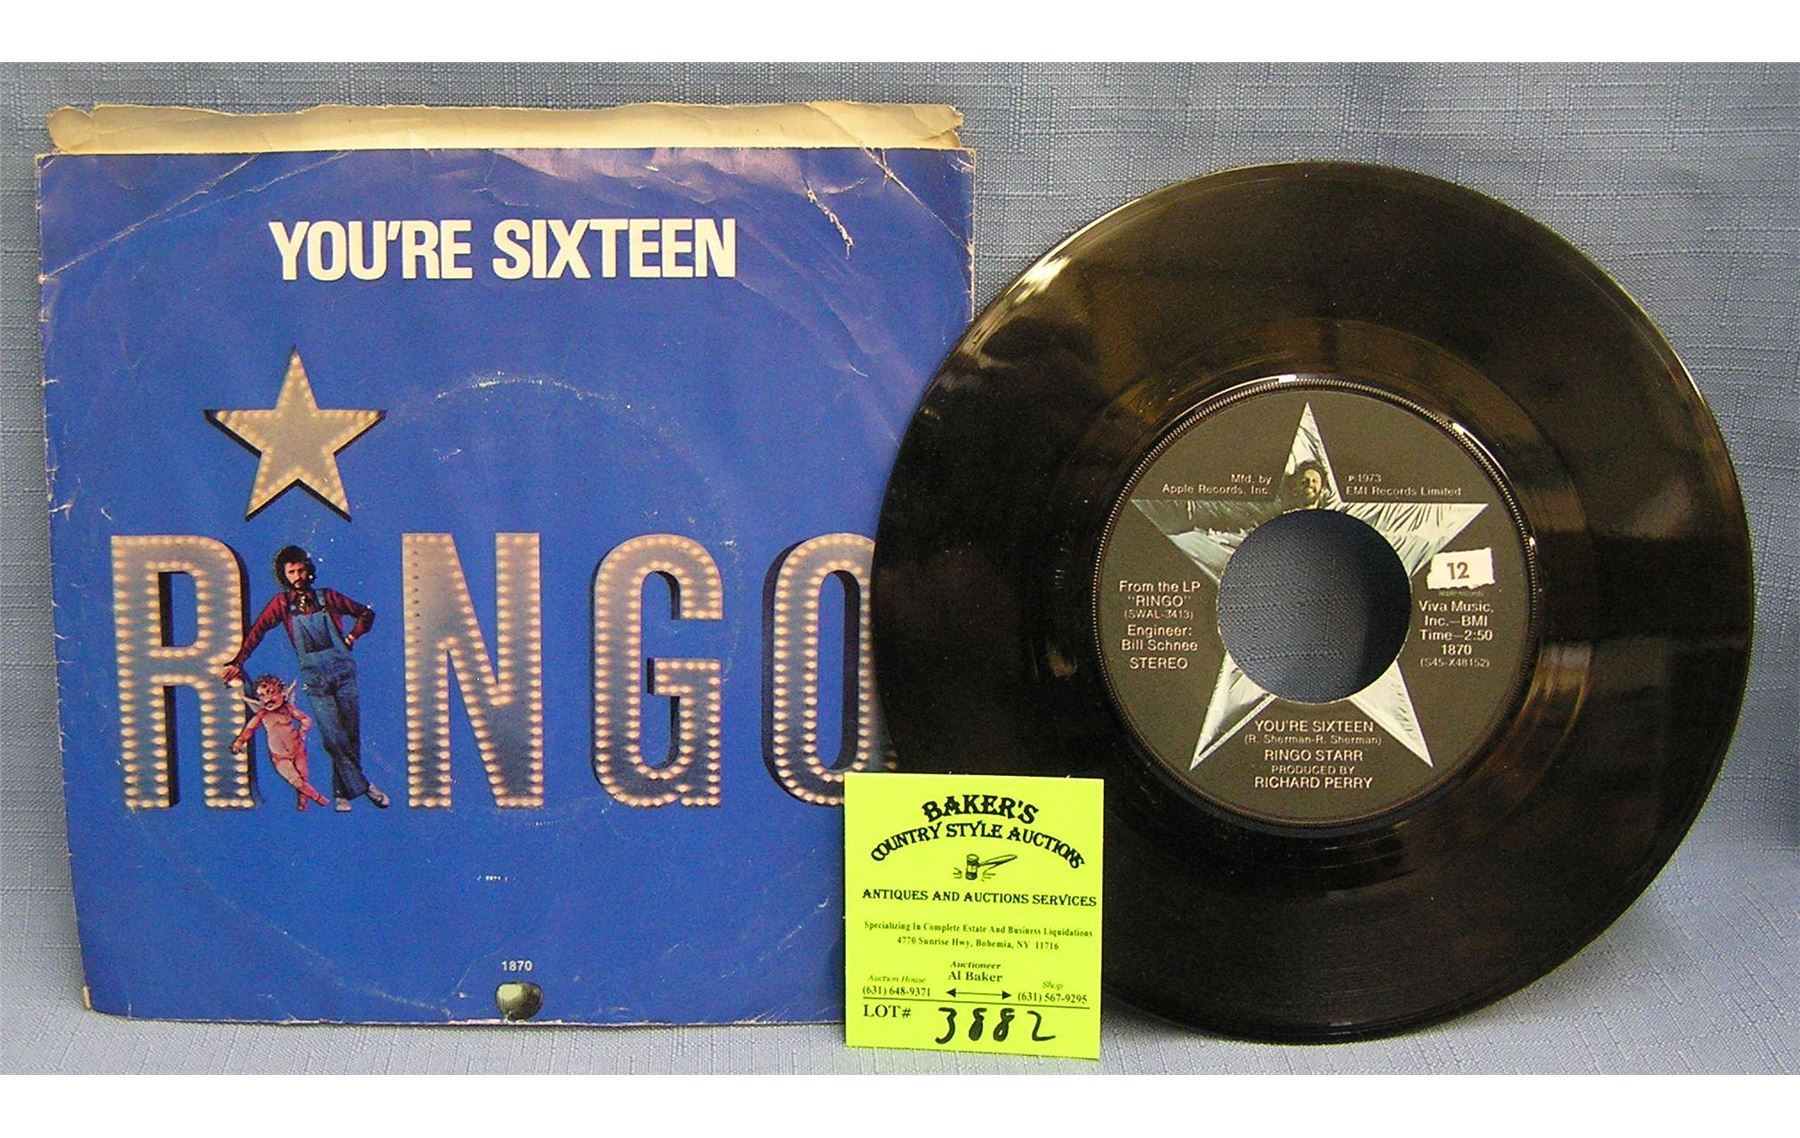 YOU'RE SIXTEEN
RINGO
1870
Mfd. by
Apple Records, Inc.
℗ 1973
EMI Records Limited
From the LP
"RINGO"
(SWAL-3413)
Engineer:
Bill Schnee
STEREO
12
Viva Music,
Inc.—BMI
Time—2:50
1870
(S45-X48152)
YOU'RE SIXTEEN
(R. Sherman-R. Sherman)
RINGO STARR
PRODUCED BY
RICHARD PERRY
BAKER'S
COUNTRY STYLE AUCTIONS
ANTIQUES AND AUCTIONS SERVICES
Specializing In Complete Estate And Business Liquidations
4770 Sunrise Hwy, Bohemia, NY 11716
Auctioneer
Al Baker
Auction House
(631) 648-9371
Shop
(631) 567-9295
LOT# 3882